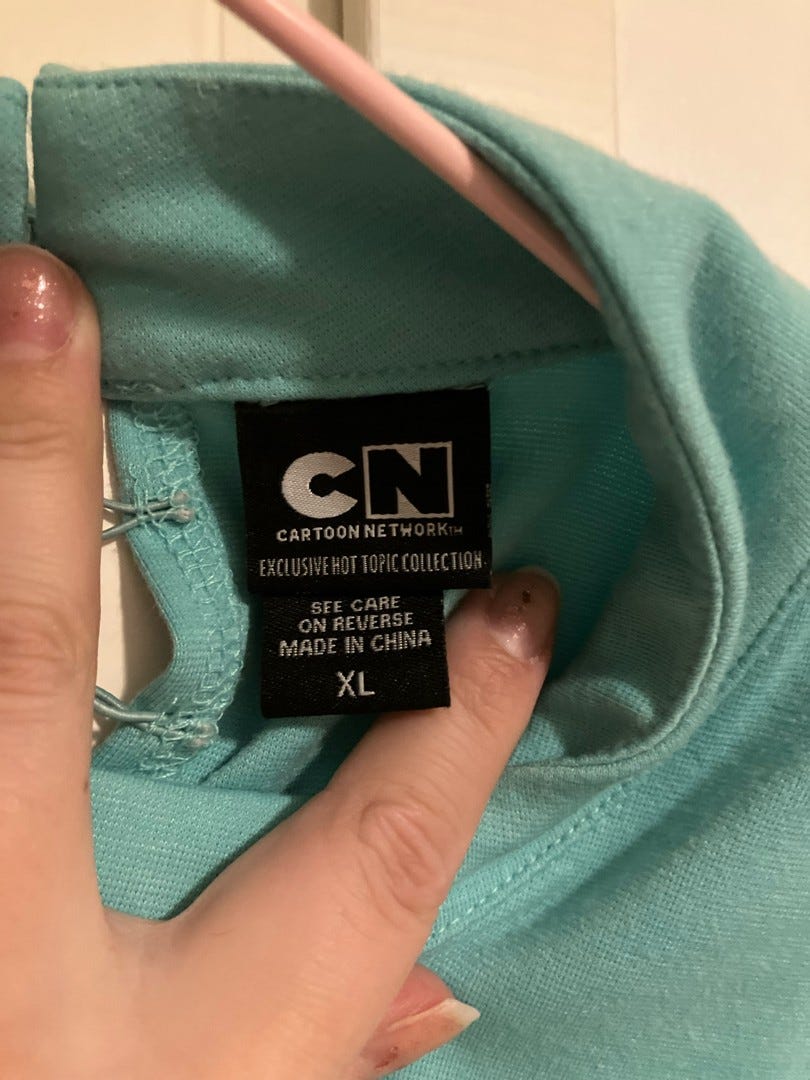 CN
CARTOON NETWORK™
EXCLUSIVE HOT TOPIC COLLECTION
SEE CARE
ON REVERSE
MADE IN CHINA
XL